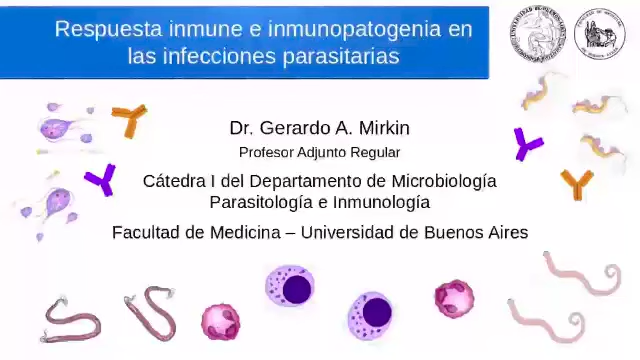 Respuesta inmune e inmunopatogenia en
las infecciones parasitarias
Dr. Gerardo A. Mirkin
Profesor Adjunto Regular
Cátedra I del Departamento de Microbiología
Parasitología e Inmunología
Facultad de Medicina – Universidad de Buenos Aires